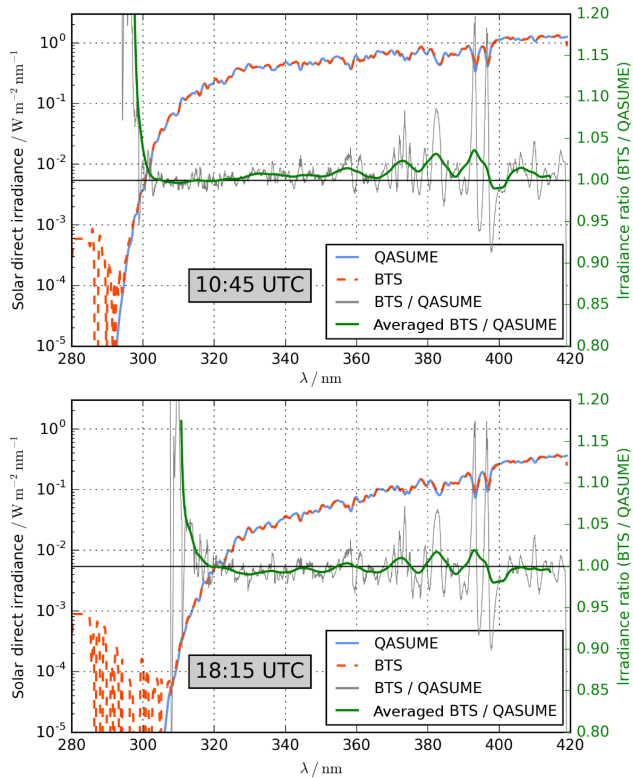 10⁰
10⁻¹
10⁻²
10⁻³
10⁻⁴
10⁻⁵
Solar direct irradiance / W m⁻² nm⁻¹
1.20
1.15
1.10
1.05
1.00
0.95
0.90
0.85
0.80
Irradiance ratio (BTS / QASUME)
10:45 UTC
QASUME
BTS
BTS / QASUME
Averaged BTS / QASUME
280 300 320 340 360 380 400 420
λ / nm
10⁰
10⁻¹
10⁻²
10⁻³
10⁻⁴
10⁻⁵
Solar direct irradiance / W m⁻² nm⁻¹
1.20
1.15
1.10
1.05
1.00
0.95
0.90
0.85
0.80
Irradiance ratio (BTS / QASUME)
18:15 UTC
QASUME
BTS
BTS / QASUME
Averaged BTS / QASUME
280 300 320 340 360 380 400 420
λ / nm